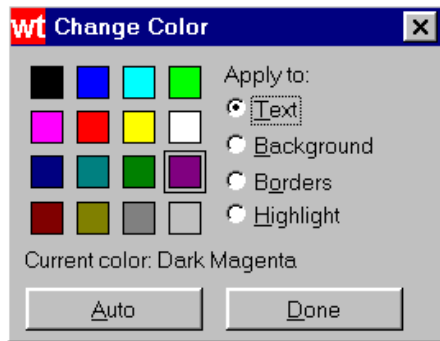 wt Change Color
Apply to:
Text
Background
Borders
Highlight
Current color: Dark Magenta
Auto
Done